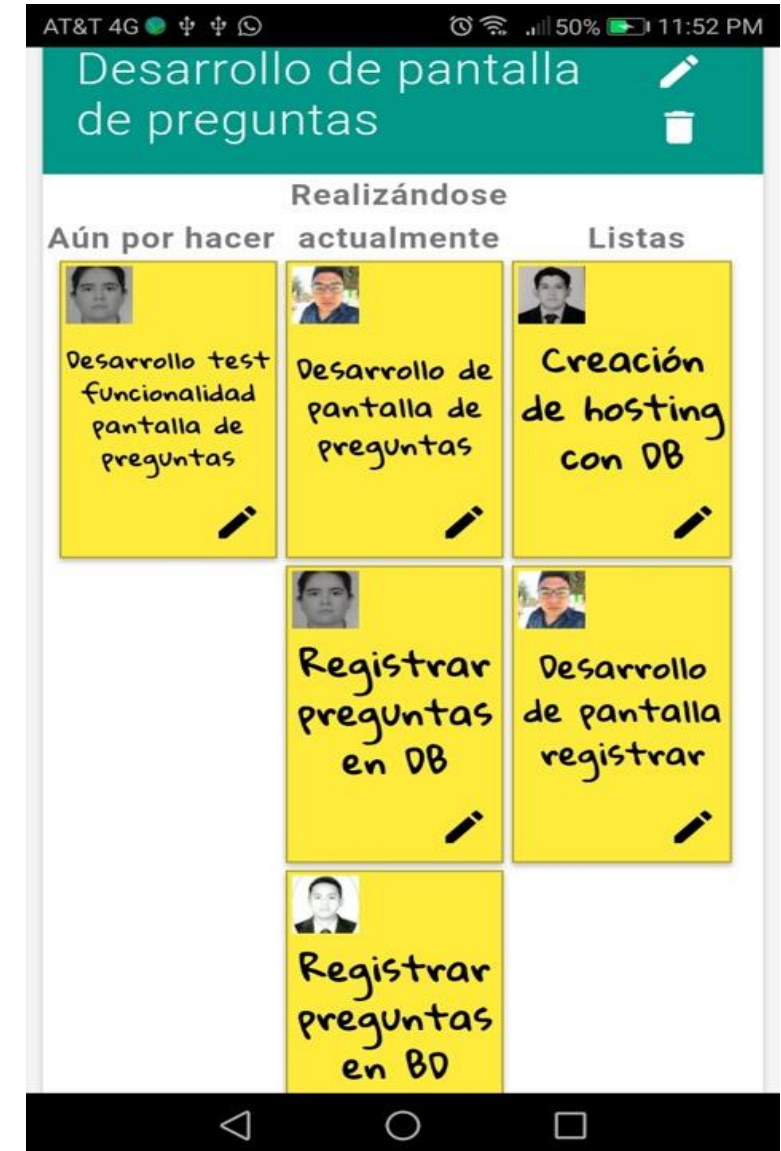 AT&T 4G 50% 11:52 PM
Desarrollo de pantalla
de preguntas
Realizándose
Aún por hacer actualmente Listas
Desarrollo test
funcionalidad
pantalla de
preguntas
Desarrollo de
pantalla de
preguntas
Creación
de hosting
con DB
Registrar
preguntas
en DB
Desarrollo
de pantalla
registrar
Registrar
preguntas
en BD